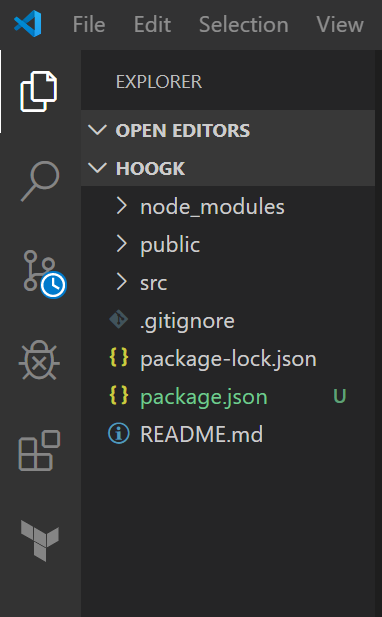 File Edit Selection View
EXPLORER
OPEN EDITORS
HOOGK
node_modules
public
src
.gitignore
{} package-lock.json
{} package.json U
README.md